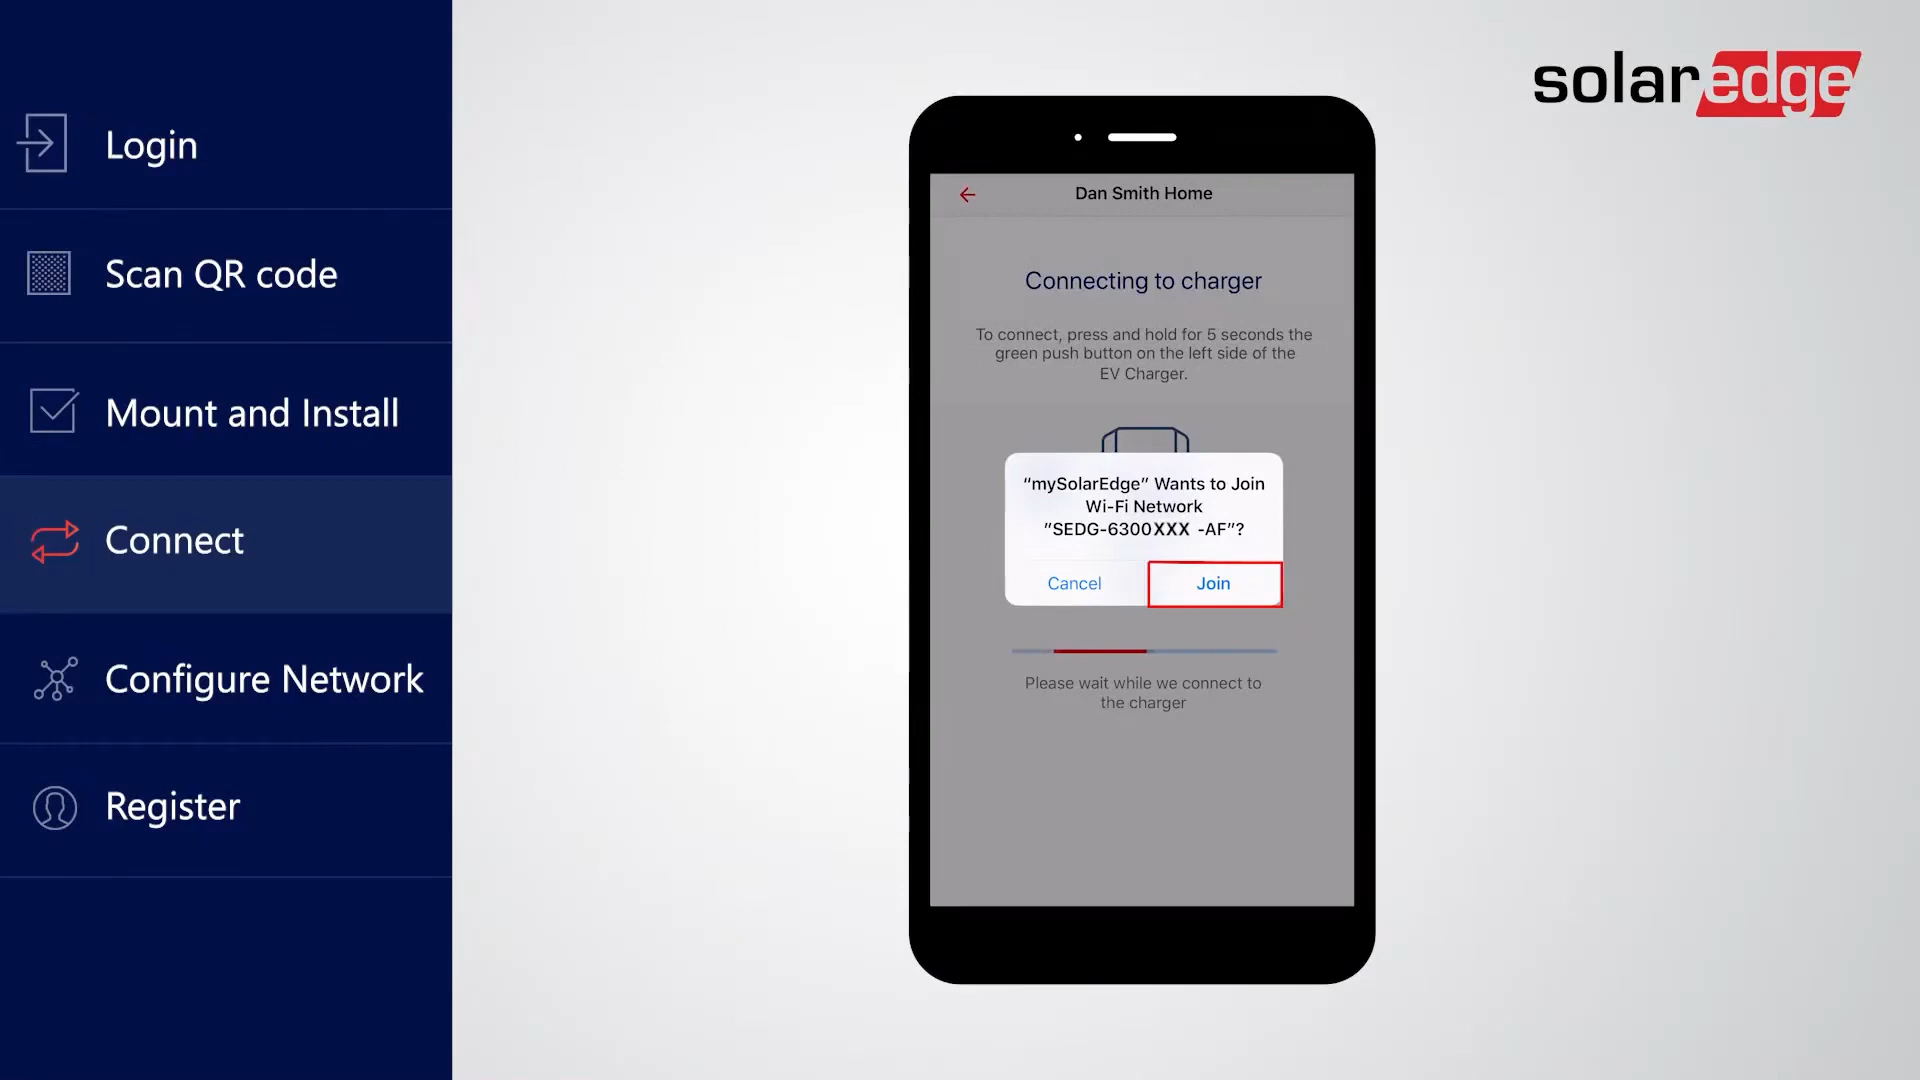 Login
Scan QR code
Mount and Install
Connect
Configure Network
Register
solaredge
Dan Smith Home
Connecting to charger
To connect, press and hold for 5 seconds the
green push button on the left side of the
EV Charger.
“mySolarEdge” Wants to Join
Wi-Fi Network
“SEDG-6300XXX -AF”?
Cancel Join
Please wait while we connect to
the charger